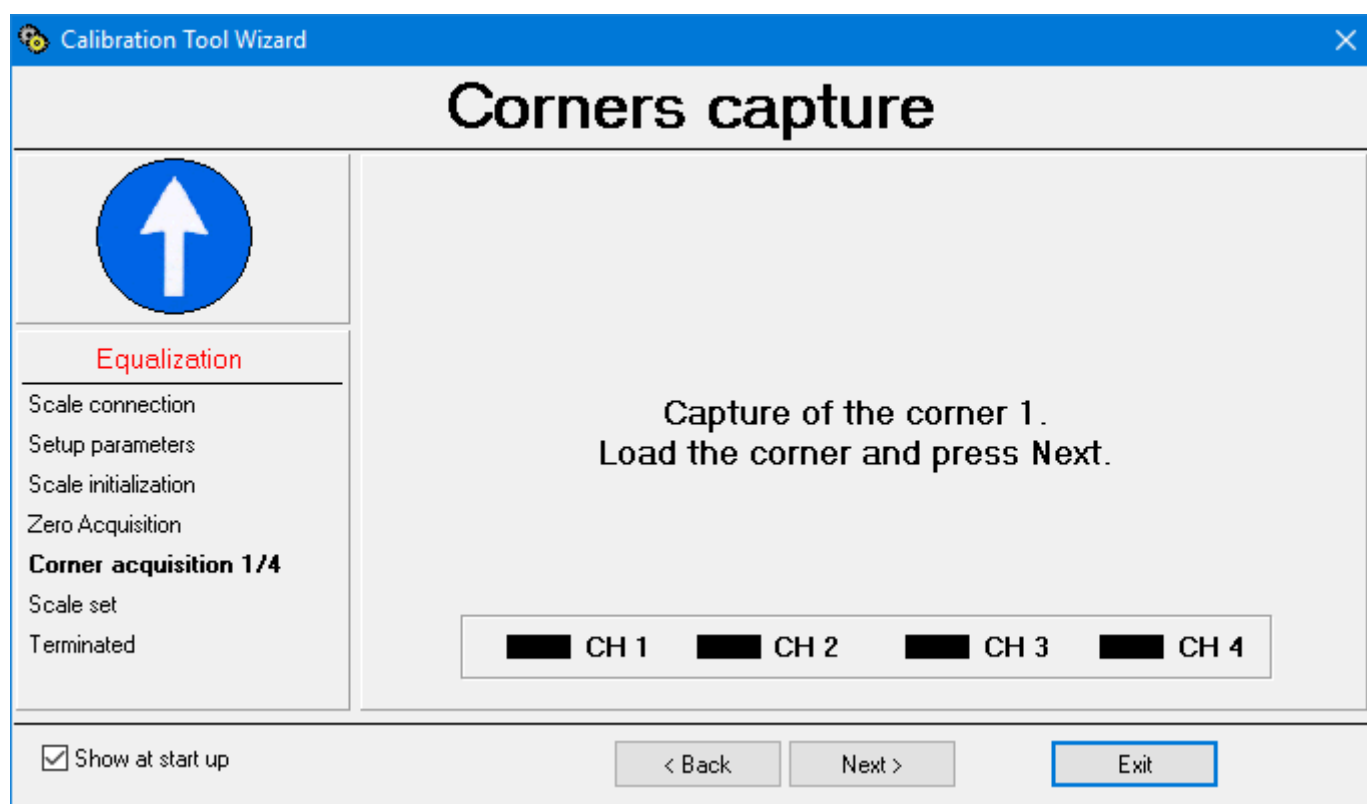 Calibration Tool Wizard
Corners capture
Equalization
Scale connection
Setup parameters
Scale initialization
Zero Acquisition
Corner acquisition 1/4
Scale set
Terminated
Capture of the corner 1.
Load the corner and press Next.
CH 1 CH 2 CH 3 CH 4
Show at start up
< Back Next > Exit